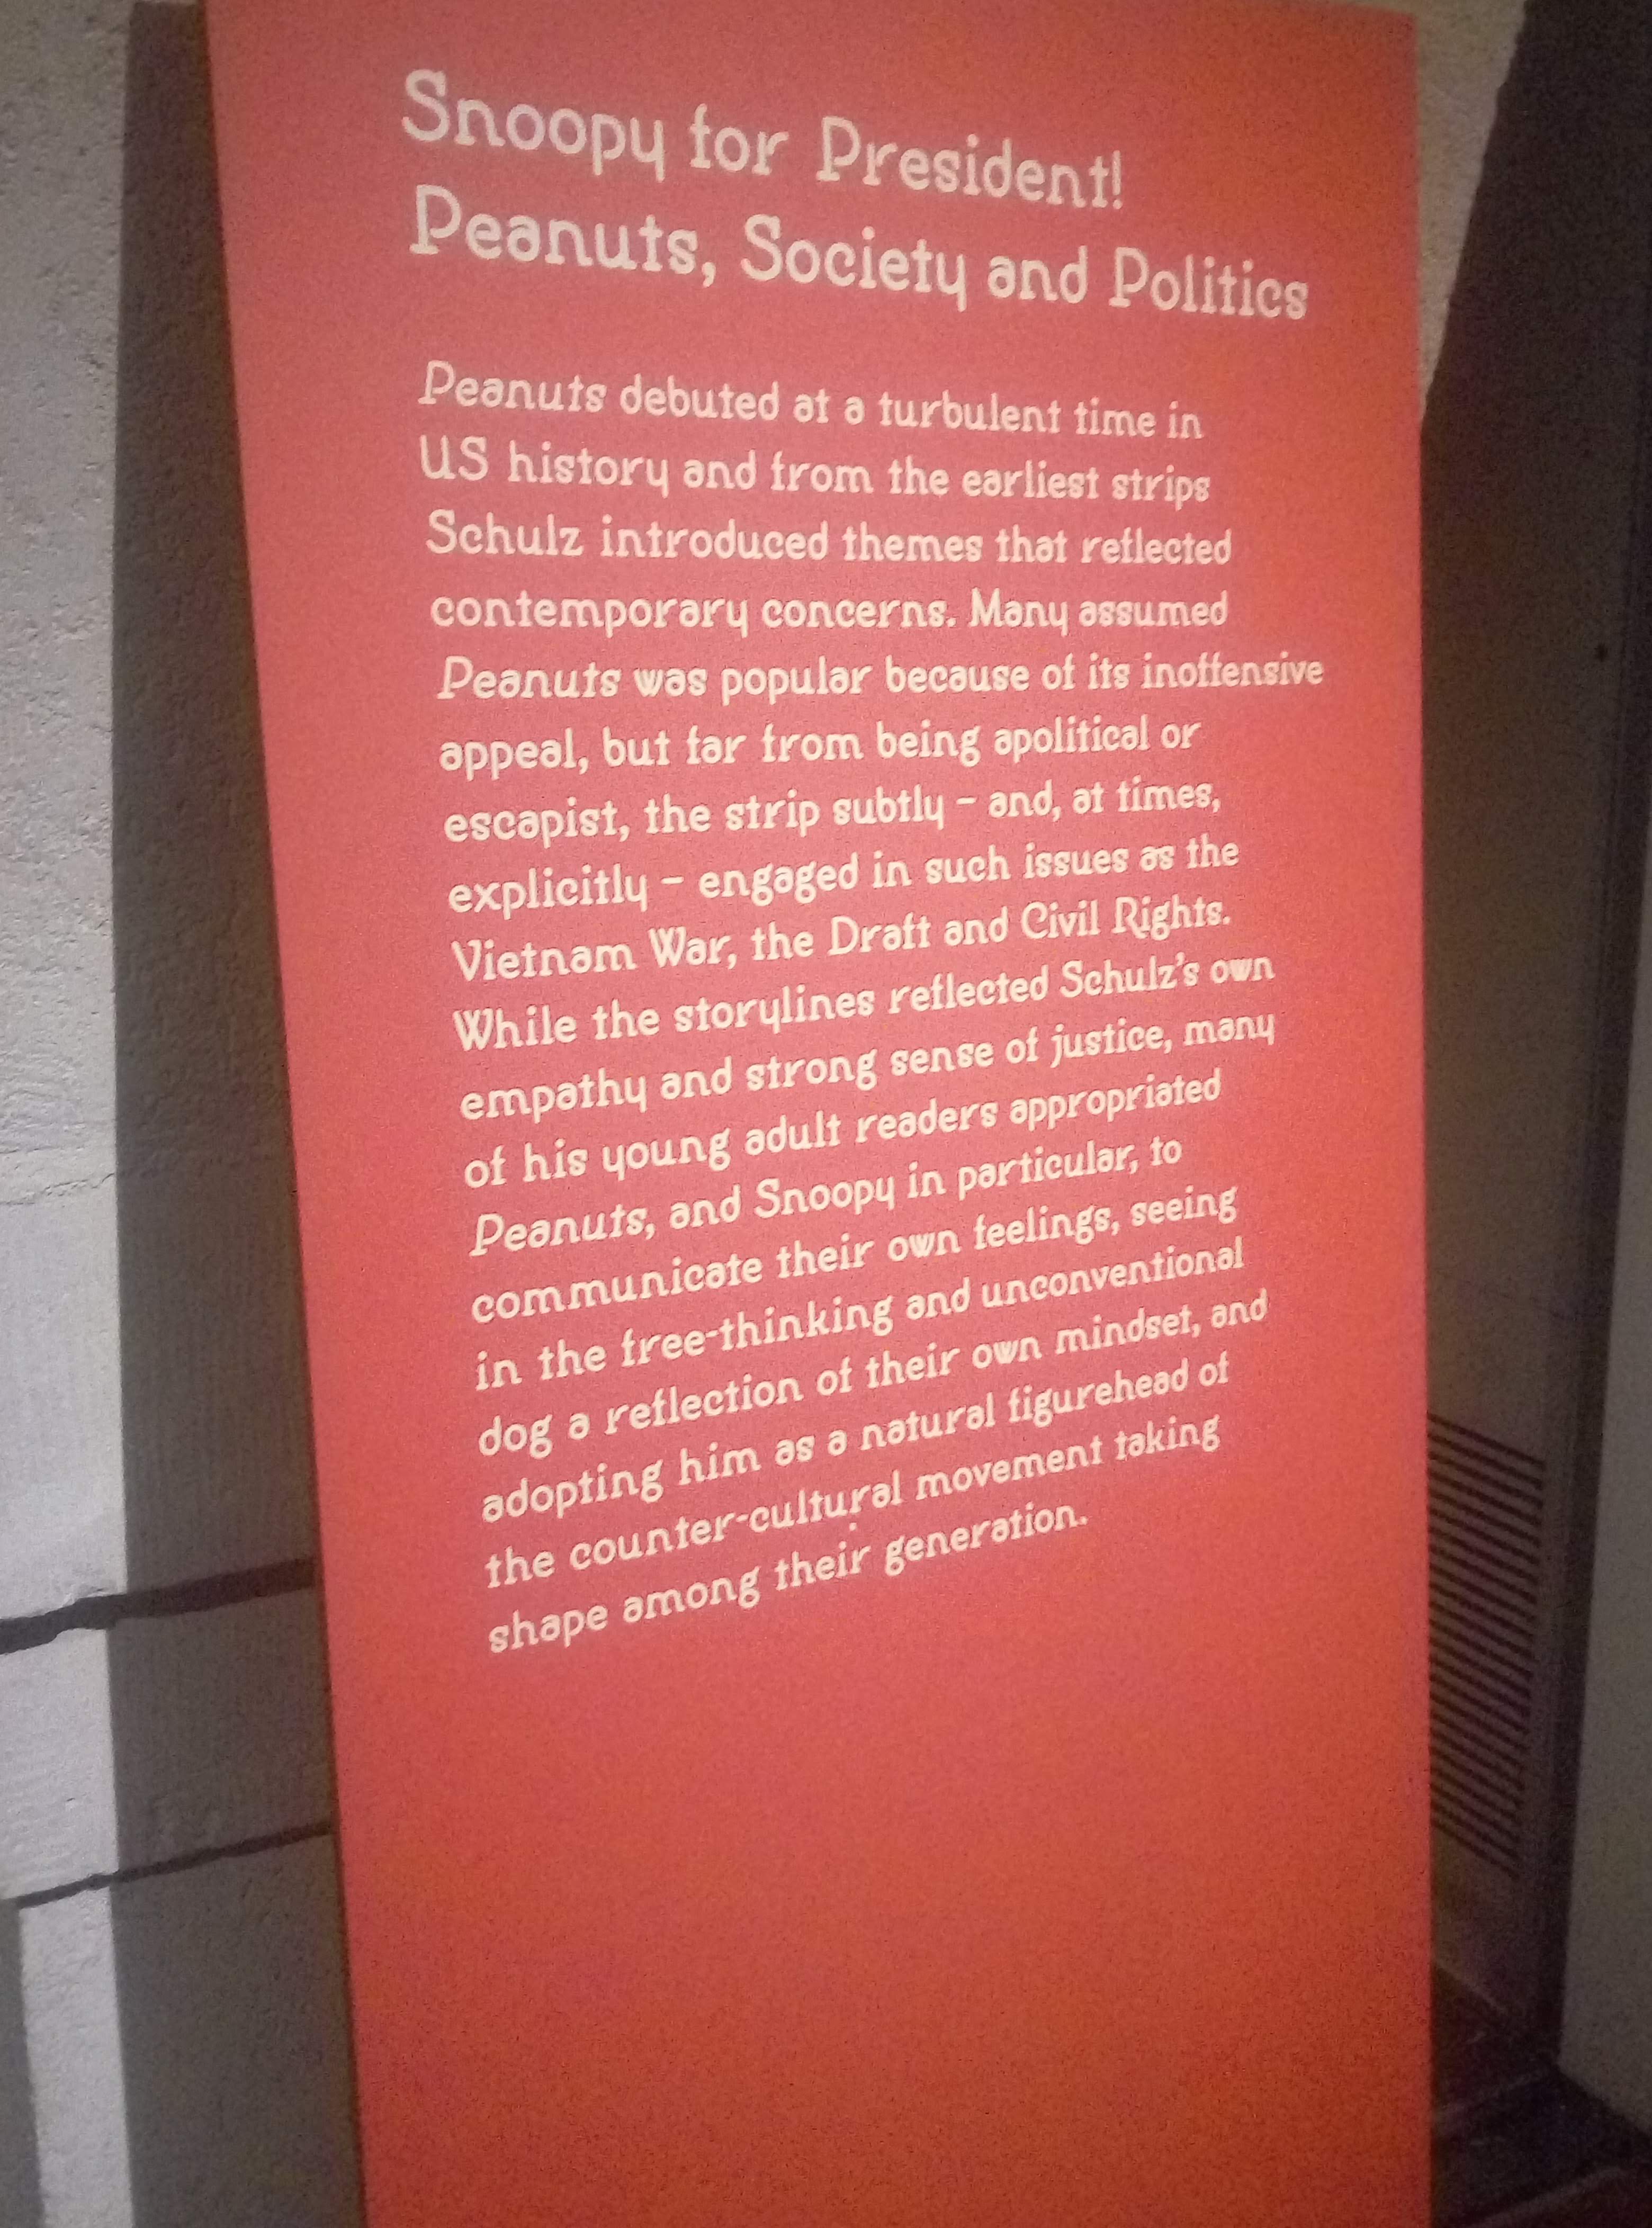 Snoopy for President!
Peanuts, Society and Politics
Peanuts debuted at a turbulent time in
US history and from the earliest strips
Schulz introduced themes that reflected
contemporary concerns. Many assumed
Peanuts was popular because of its inoffensive
appeal, but far from being apolitical or
escapist, the strip subtly – and, at times,
explicitly – engaged in such issues as the
Vietnam War, the Draft and Civil Rights.
While the storylines reflected Schulz's own
empathy and strong sense of justice, many
of his young adult readers appropriated
Peanuts, and Snoopy in particular, to
communicate their own feelings, seeing
in the free-thinking and unconventional
dog a reflection of their own mindset, and
adopting him as a natural figurehead of
the counter-cultural movement taking
shape among their generation.